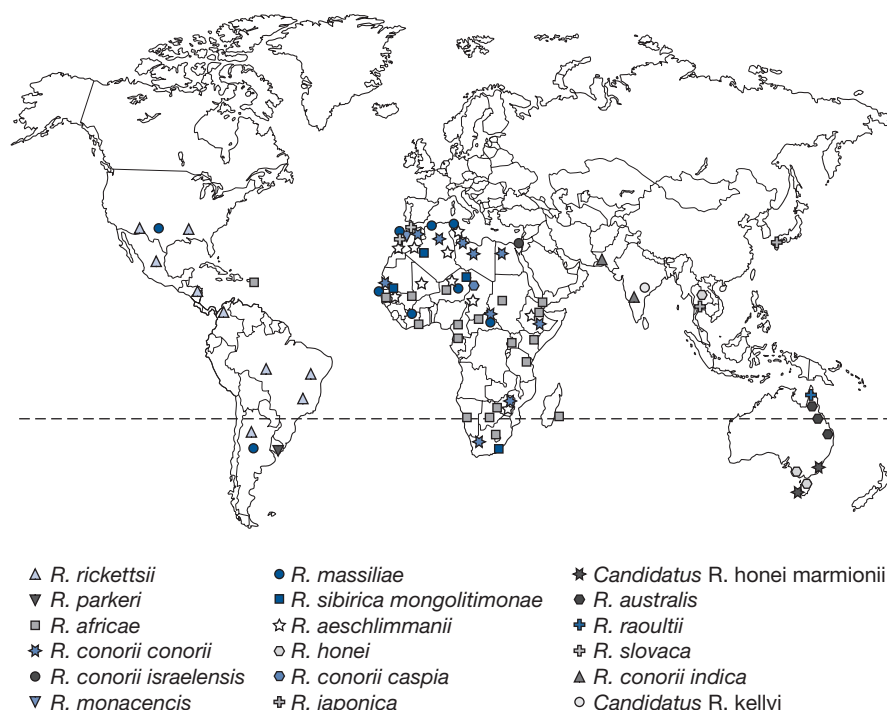 R. rickettsii
R. parkeri
R. africae
R. conorii conorii
R. conorii israelensis
R. monacencis
R. massiliae
R. sibirica mongolitimonae
R. aeschlimmanii
R. honei
R. conorii caspia
R. japonica
Candidatus R. honei marmionii
R. australis
R. raoultii
R. slovaca
R. conorii indica
Candidatus R. kellyi